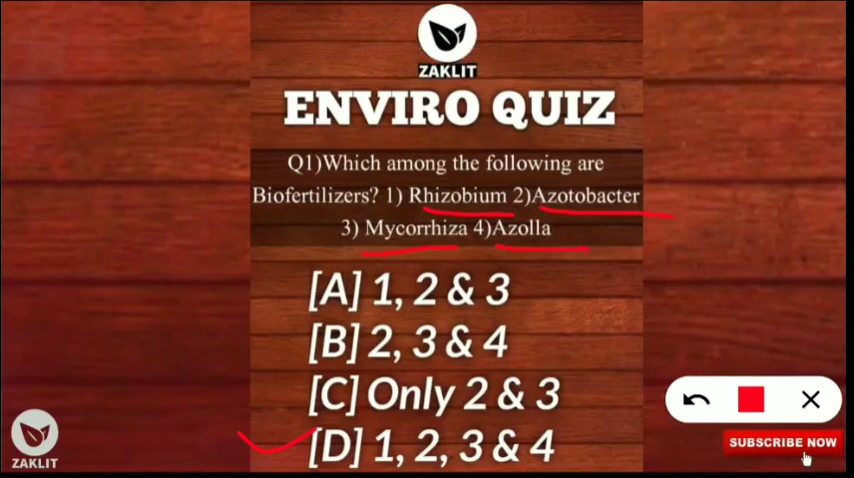 ZAKLIT
ENVIRO QUIZ
Q1)Which among the following are
Biofertilizers? 1) Rhizobium 2)Azotobacter
3) Mycorrhiza 4)Azolla
[A] 1, 2 & 3
[B] 2, 3 & 4
[C] Only 2 & 3
[D] 1, 2, 3 & 4
SUBSCRIBE NOW
ZAKLIT